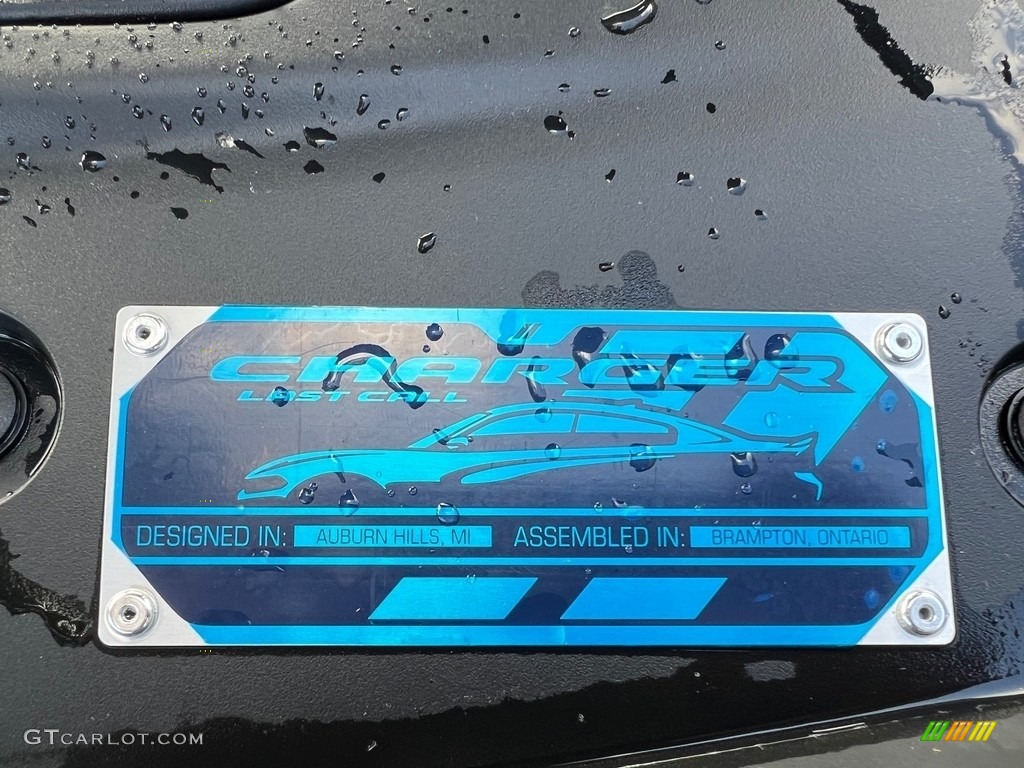 CHARGER
LAST CALL
DESIGNED IN: AUBURN HILLS, MI ASSEMBLED IN: BRAMPTON, ONTARIO
GTCARLOT.COM